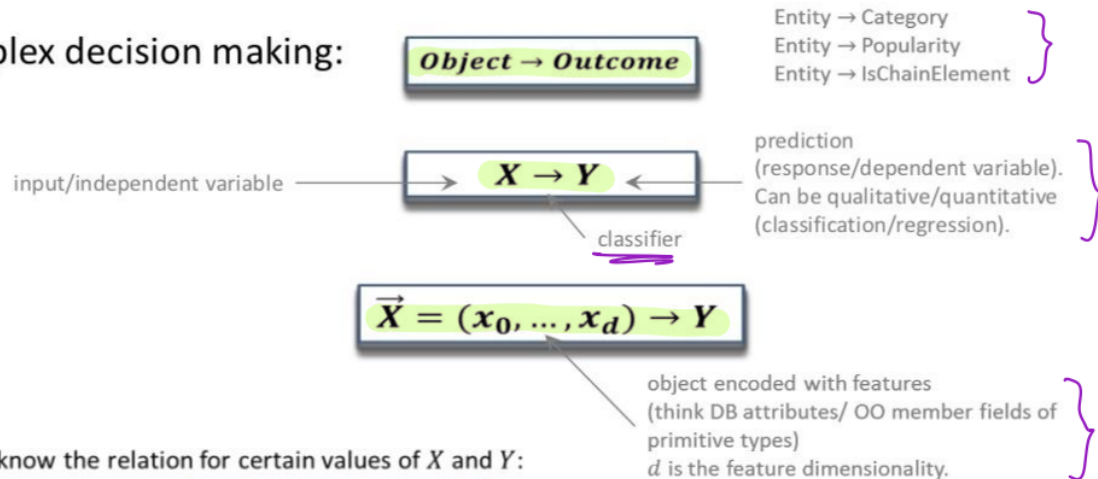 plex decision making:
Object → Outcome
Entity → Category
Entity → Popularity
Entity → IsChainElement
input/independent variable
X → Y
prediction
(response/dependent variable).
Can be qualitative/quantitative
(classification/regression).
classifier
X⃗ = (x₀, ..., x_d) → Y
object encoded with features
(think DB attributes/ OO member fields of
primitive types)
d is the feature dimensionality.
know the relation for certain values of X and Y: